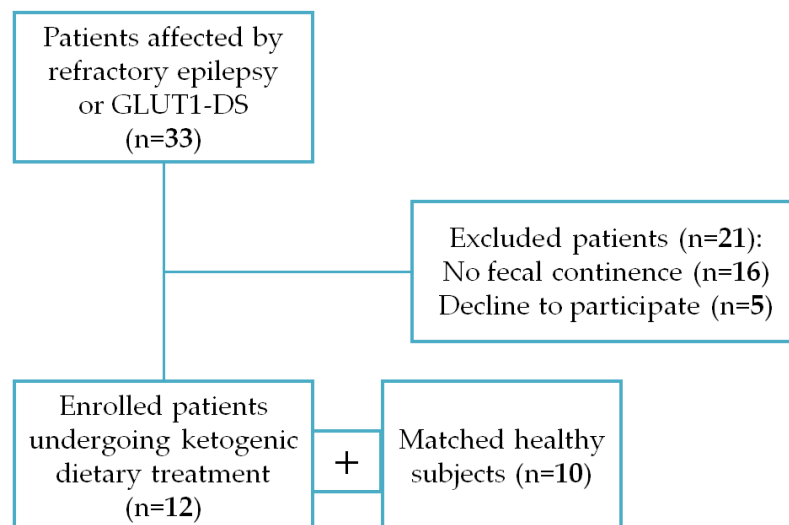 Patients affected by
refractory epilepsy
or GLUT1-DS
(n=33)
Excluded patients (n=21):
No fecal continence (n=16)
Decline to participate (n=5)
Enrolled patients
undergoing ketogenic
dietary treatment
(n=12)
+
Matched healthy
subjects (n=10)